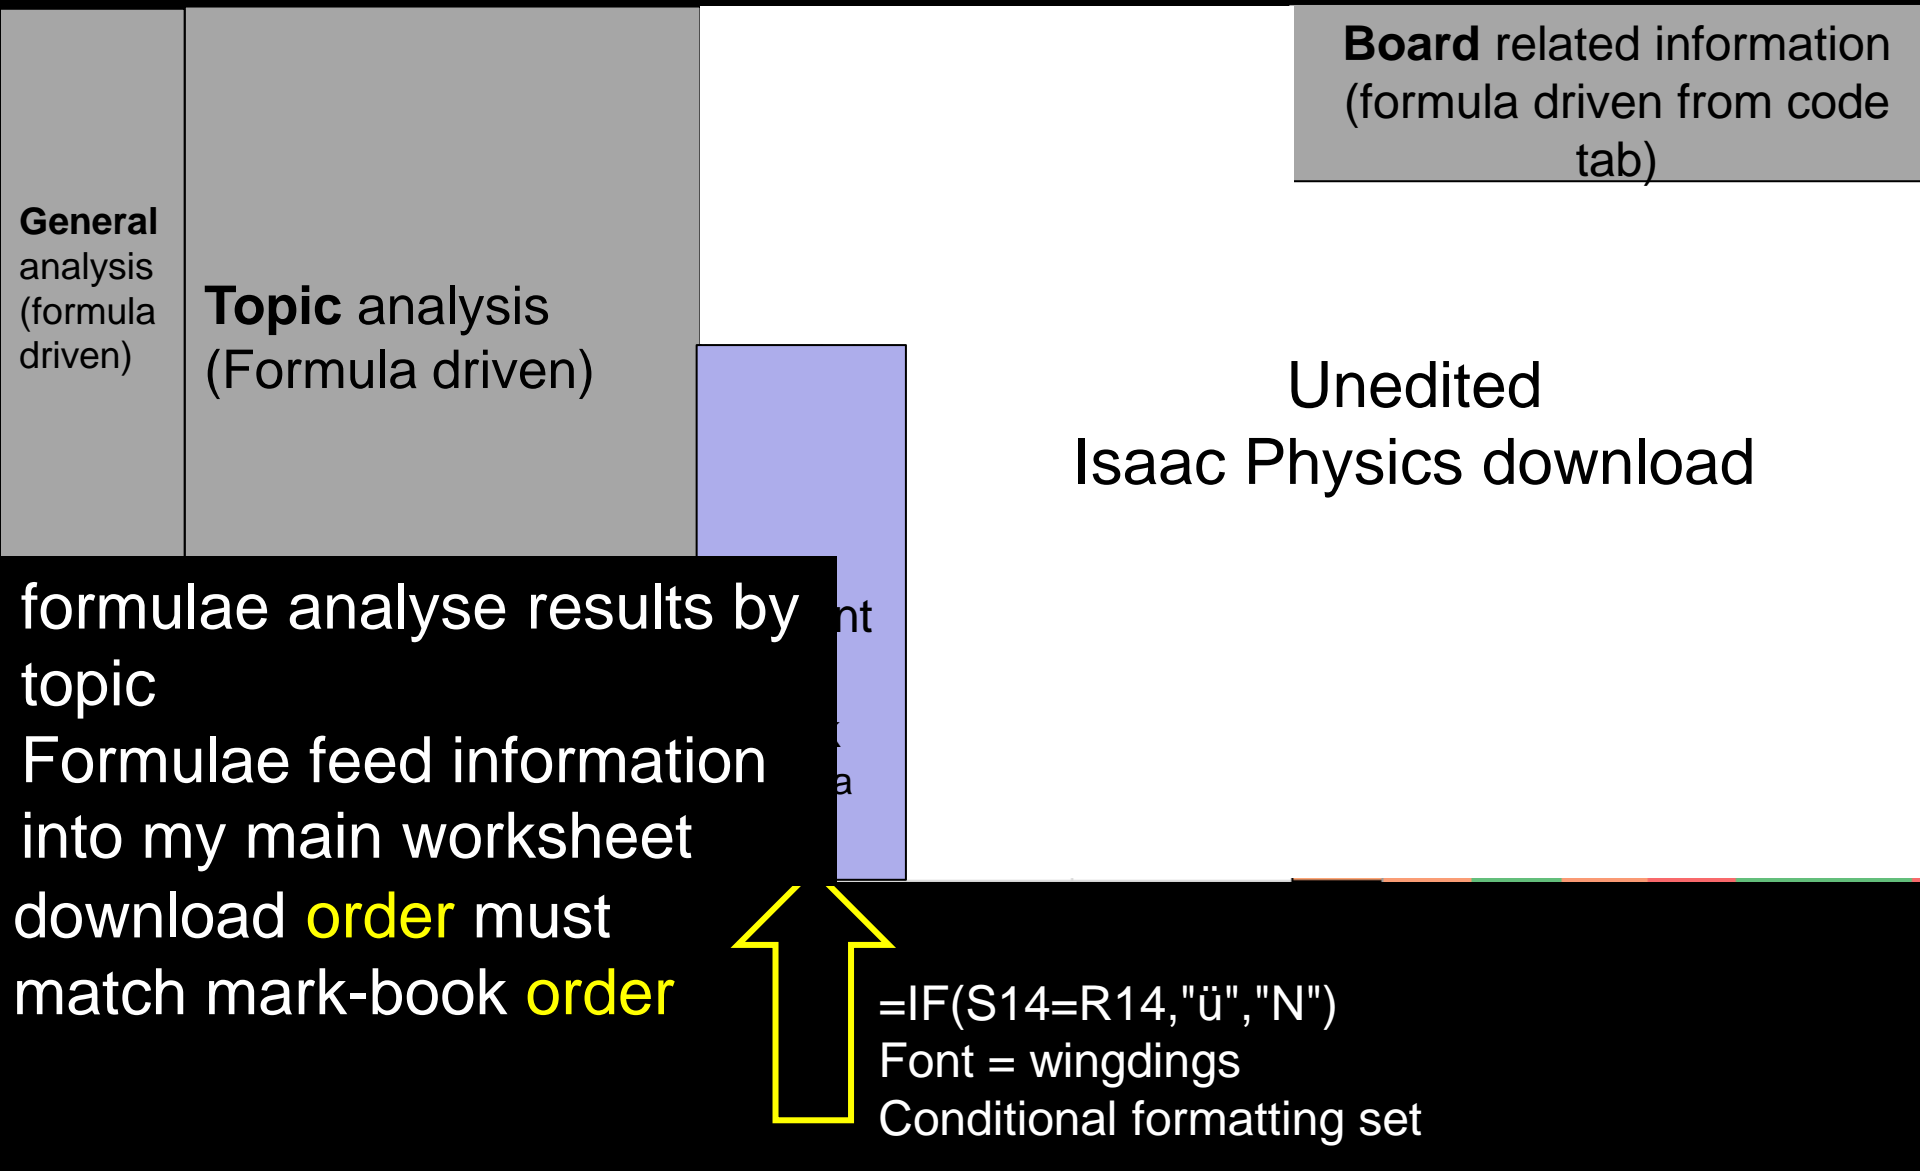 Board related information
(formula driven from code
tab)
General
analysis
(formula
driven)
Topic analysis
(Formula driven)
Unedited
Isaac Physics download
formulae analyse results by
topic
Formulae feed information
into my main worksheet
download order must
match mark-book order
=IF(S14=R14,"ü","N")
Font = wingdings
Conditional formatting set